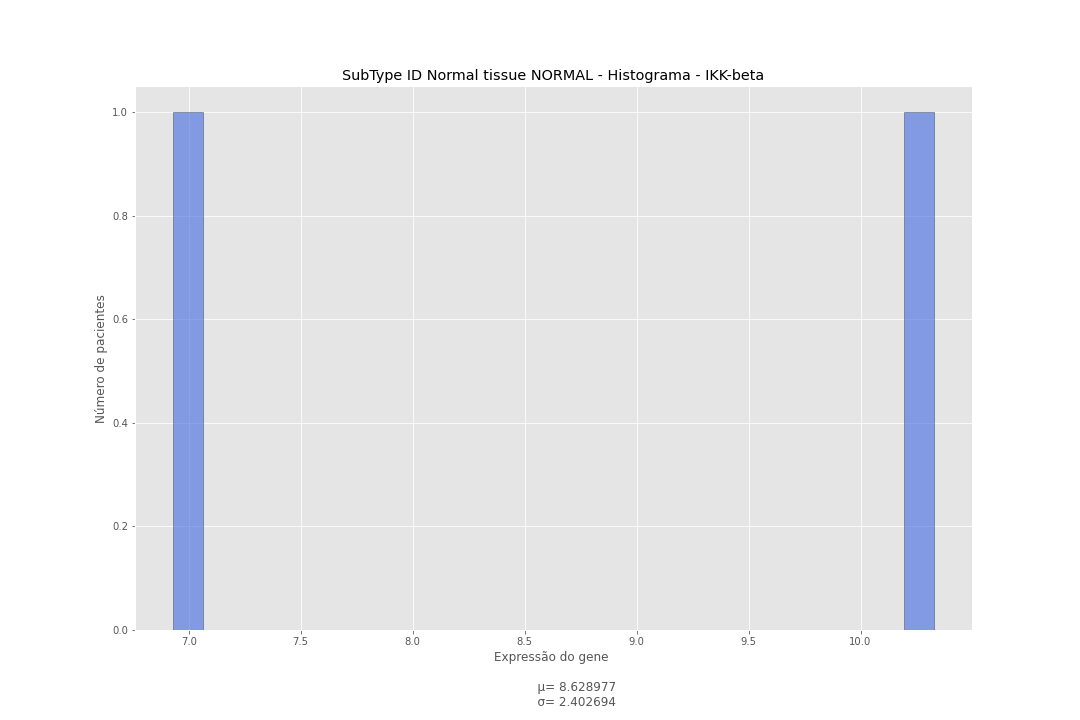 SubType ID Normal tissue NORMAL - Histograma - IKK-beta
1.0
0.8
0.6
0.4
0.2
0.0
Número de pacientes
7.0 7.5 8.0 8.5 9.0 9.5 10.0
Expressão do gene
μ= 8.628977
σ= 2.402694